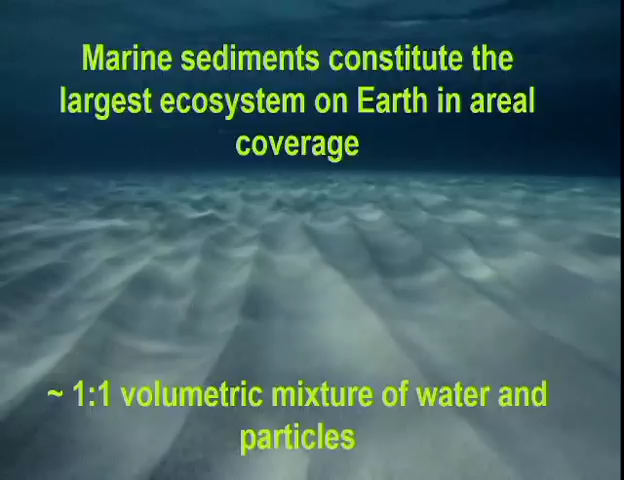 Marine sediments constitute the
largest ecosystem on Earth in areal
coverage
~ 1:1 volumetric mixture of water and
particles